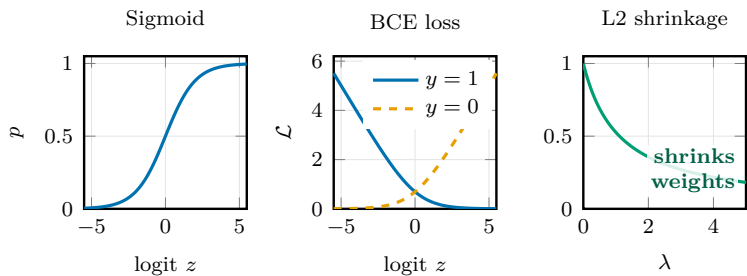 Sigmoid
1
0.5
0
p
−5
0
5
logit z
BCE loss
6
4
2
0
ℒ
y = 1
y = 0
−5
0
5
logit z
L2 shrinkage
1
0.5
0
shrinks
weights
0
2
4
λ